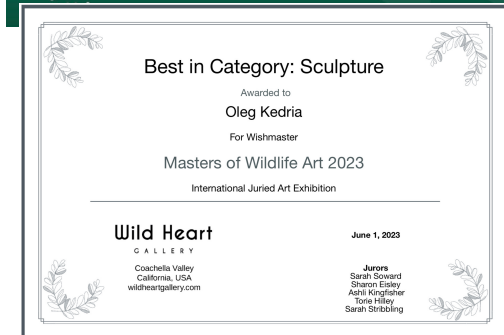 Best in Category: Sculpture
Awarded to
Oleg Kedria
For Wishmaster
Masters of Wildlife Art 2023
International Juried Art Exhibition
Wild Heart
GALLERY
Coachella Valley
California, USA
wildheartgallery.com
June 1, 2023
Jurors
Sarah Soward
Sharon Eisley
Ashli Kingfisher
Torie Hilley
Sarah Stribbling